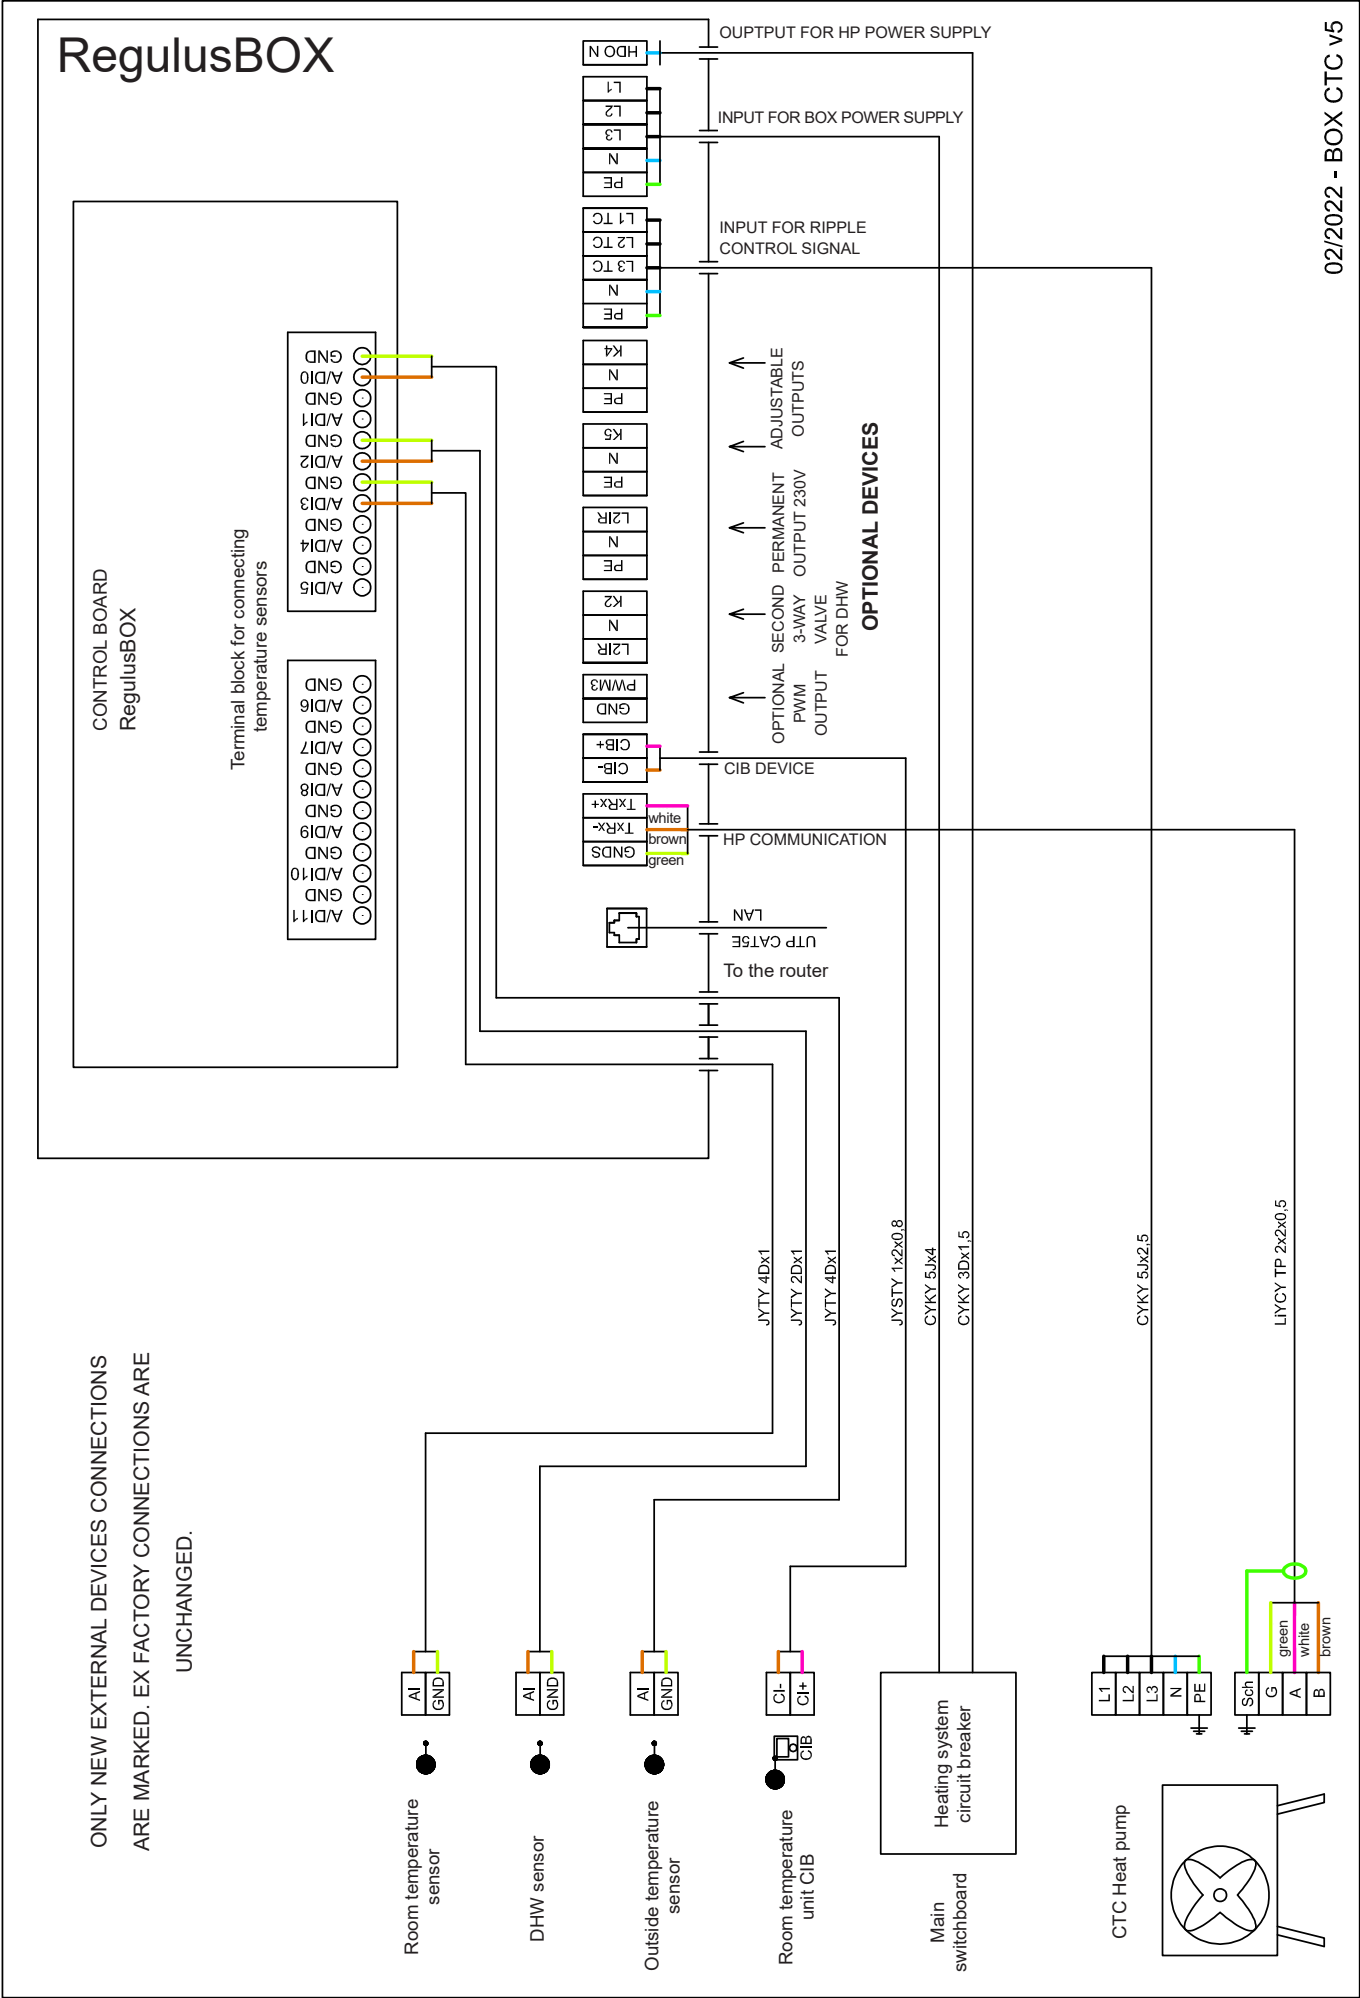 RegulusBOX
02/2022 - BOX CTC v5
OUPTPUT FOR HP POWER SUPPLY
HDO N
INPUT FOR BOX POWER SUPPLY
L1
L2
L3
N
PE
INPUT FOR RIPPLE
CONTROL SIGNAL
L1 TC
L2 TC
L3 TC
N
PE
K4
N
PE
K5
N
PE
L2IR
N
PE
K2
N
L2IR
PWM3
GND
CIB+
CIB-
TxRx+
TxRx-
GNDS
white
brown
green
ADJUSTABLE
OUTPUTS
PERMANENT
OUTPUT 230V
SECOND
3-WAY
VALVE
FOR DHW
OPTIONAL
PWM
OUTPUT
OPTIONAL DEVICES
CIB DEVICE
HP COMMUNICATION
LAN
UTP CAT5E
To the router
CONTROL BOARD
RegulusBOX
Terminal block for connecting
temperature sensors
GND
A/DI0
GND
A/DI1
GND
A/DI2
GND
A/DI3
GND
A/DI4
GND
A/DI5
GND
A/DI6
GND
A/DI7
GND
A/DI8
GND
A/DI9
GND
A/DI10
GND
A/DI11
JYTY 4Dx1
JYTY 2Dx1
JYTY 4Dx1
JYSTY 1x2x0,8
CYKY 5Jx4
CYKY 3Dx1,5
CYKY 5Jx2,5
LiYCY TP 2x2x0,5
ONLY NEW EXTERNAL DEVICES CONNECTIONS
ARE MARKED. EX FACTORY CONNECTIONS ARE
UNCHANGED.
AI
GND
Room temperature
sensor
AI
GND
DHW sensor
AI
GND
Outside temperature
sensor
CI-
CI+
CIB
Room temperature
unit CIB
Heating system
circuit breaker
Main
switchboard
L1
L2
L3
N
PE
Sch
G
A
B
green
white
brown
CTC Heat pump